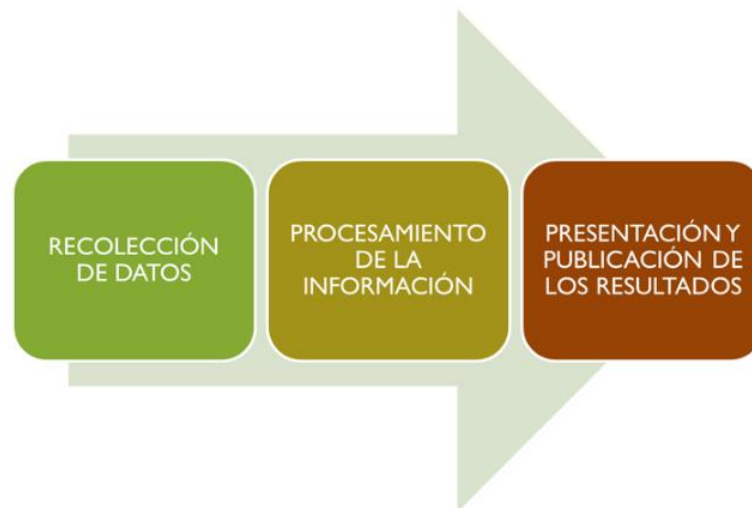 RECOLECCIÓN
DE DATOS
PROCESAMIENTO
DE LA
INFORMACIÓN
PRESENTACIÓN Y
PUBLICACIÓN DE
LOS RESULTADOS